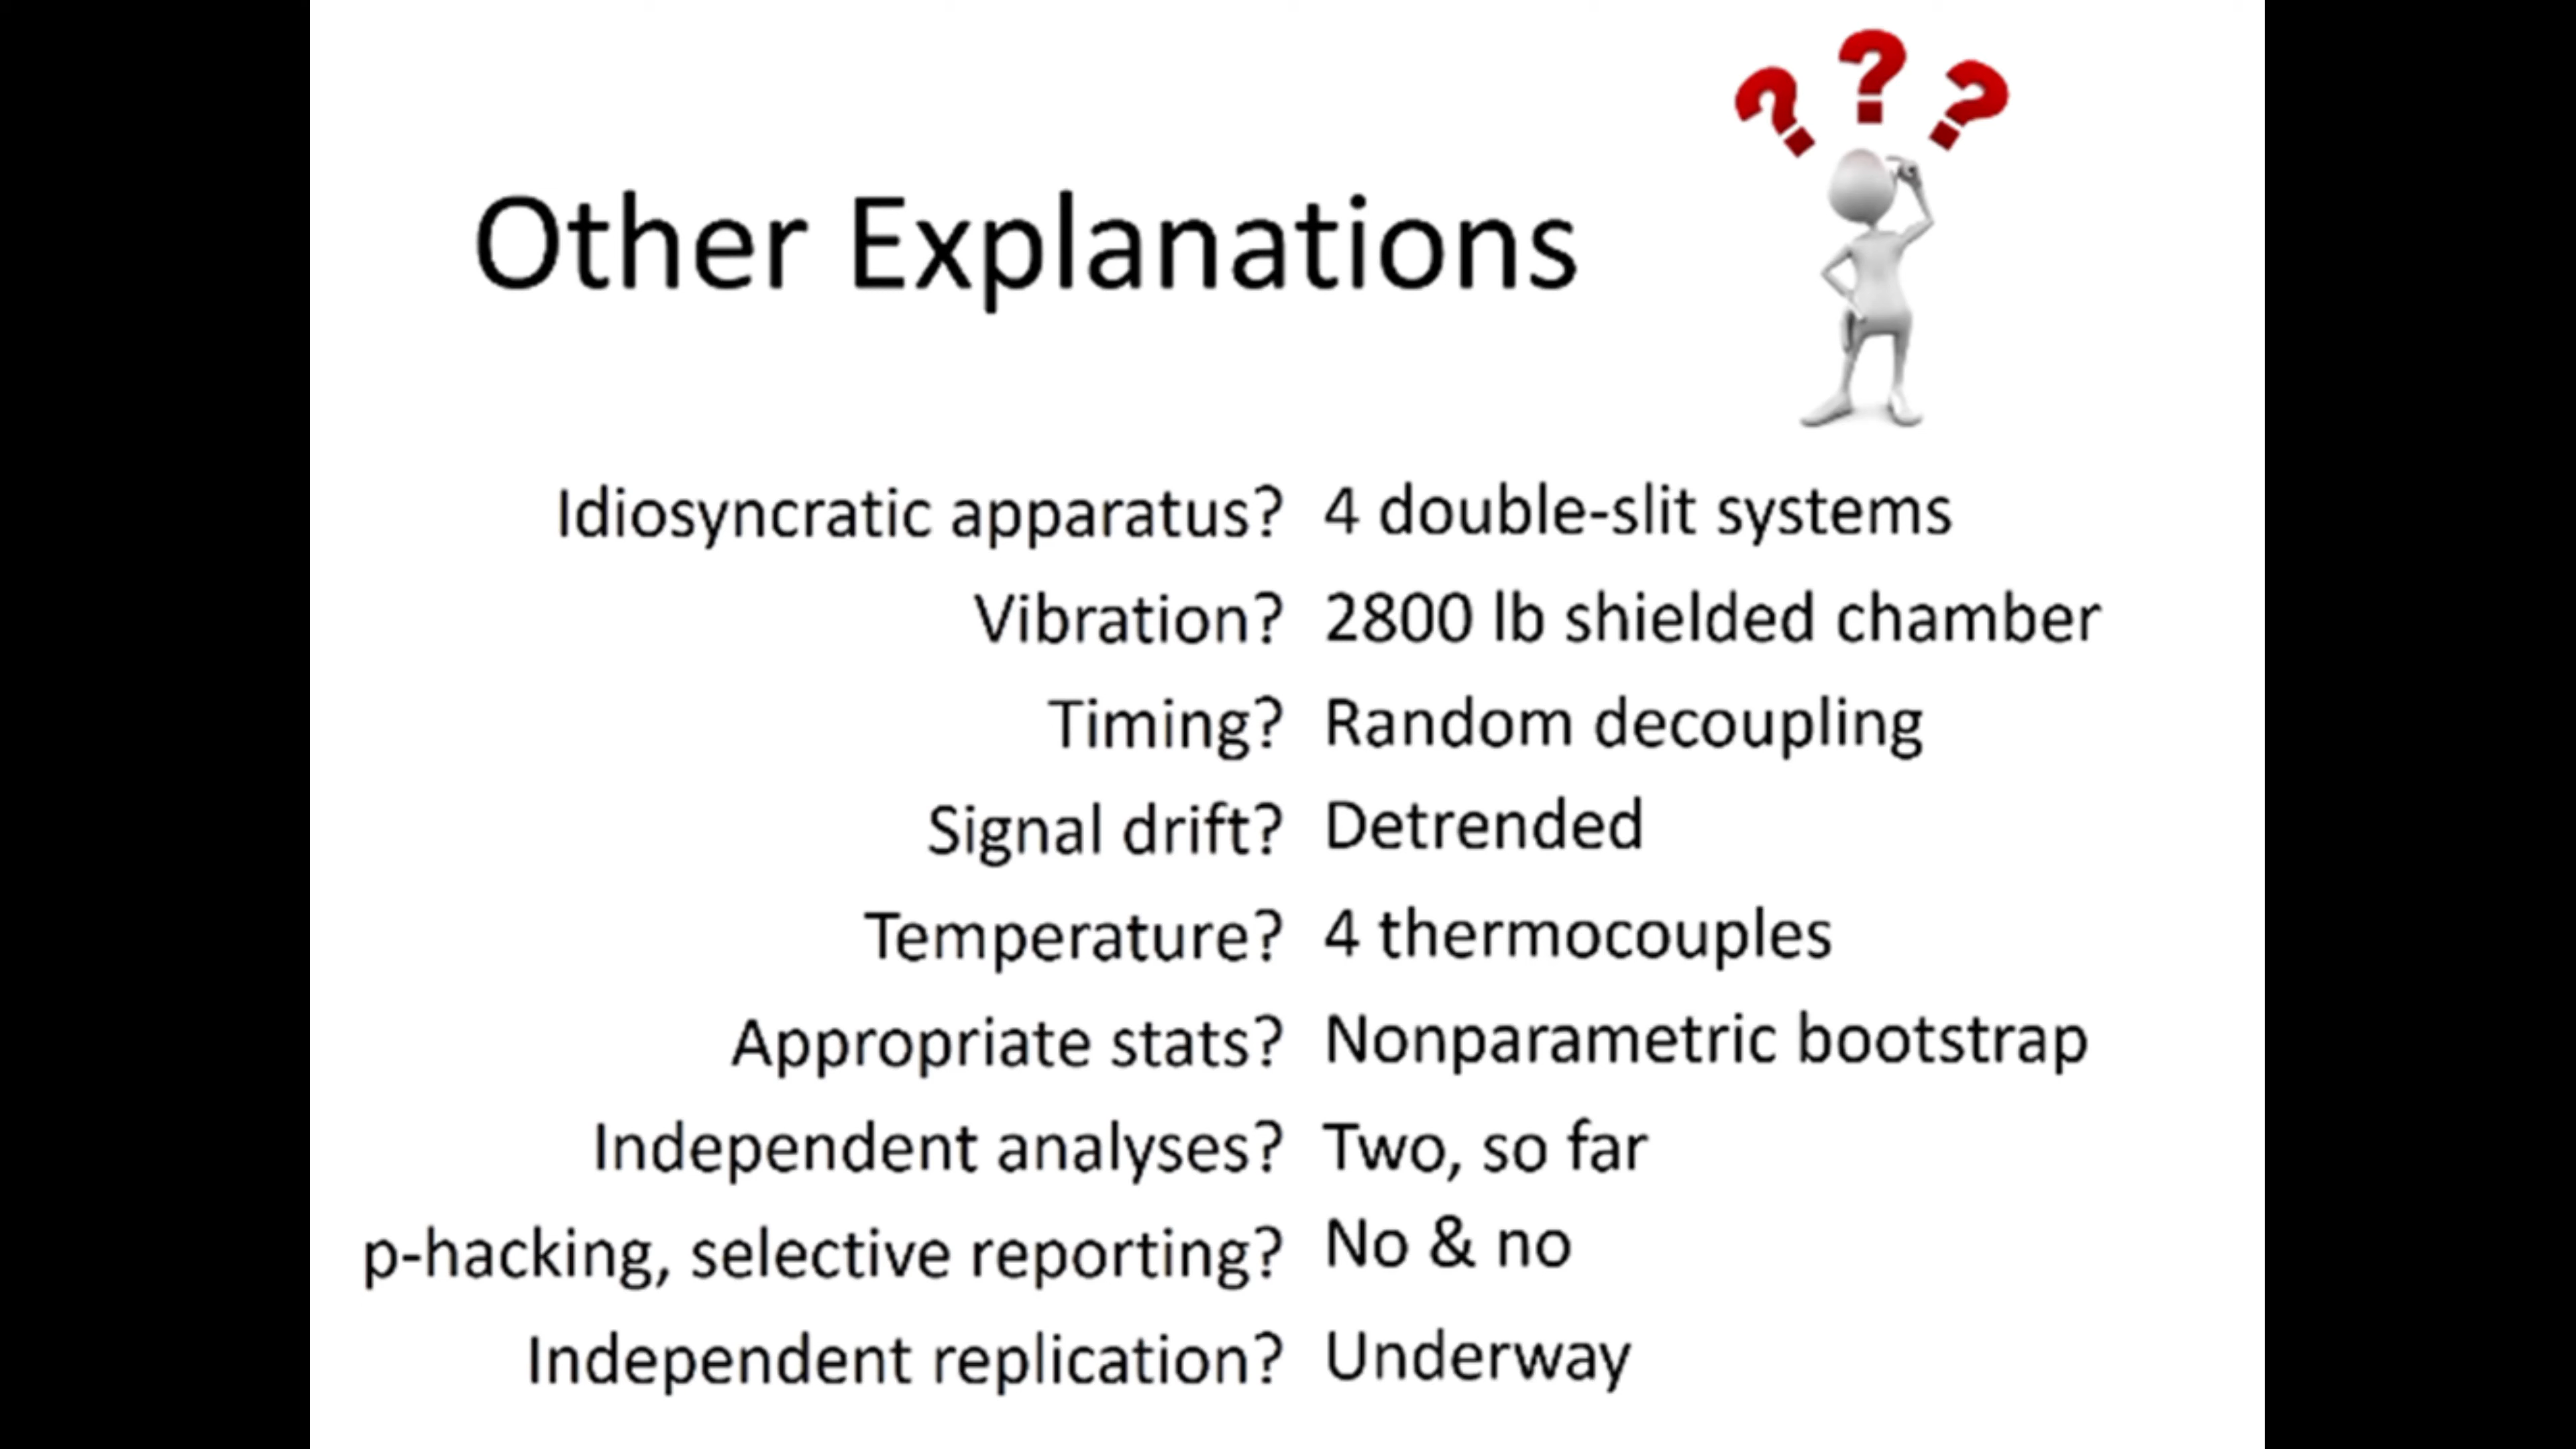 Other Explanations
Idiosyncratic apparatus? 4 double-slit systems
Vibration? 2800 lb shielded chamber
Timing? Random decoupling
Signal drift? Detrended
Temperature? 4 thermocouples
Appropriate stats? Nonparametric bootstrap
Independent analyses? Two, so far
p-hacking, selective reporting? No & no
Independent replication? Underway